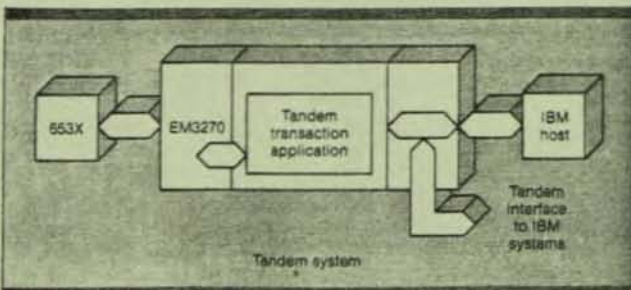 653X
EM3270
Tandem
transaction
application
IBM
host
Tandem
interface
to IBM
systems
Tandem system